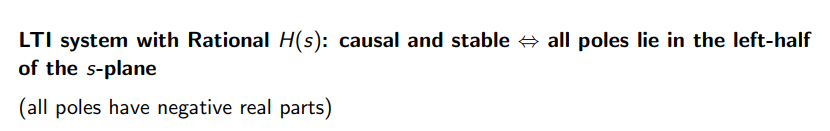 LTI system with Rational H(s): causal and stable ⇔ all poles lie in the left-half
of the s-plane
(all poles have negative real parts)